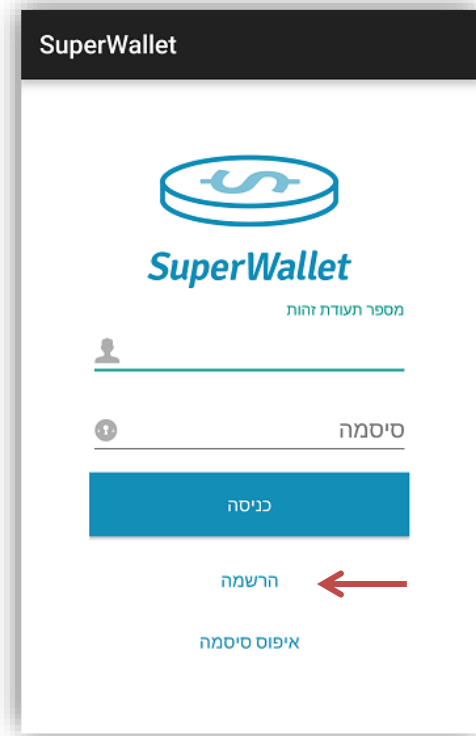 SuperWallet
SuperWallet
מספר תעודת זהות
סיסמה
כניסה
הרשמה
איפוס סיסמה